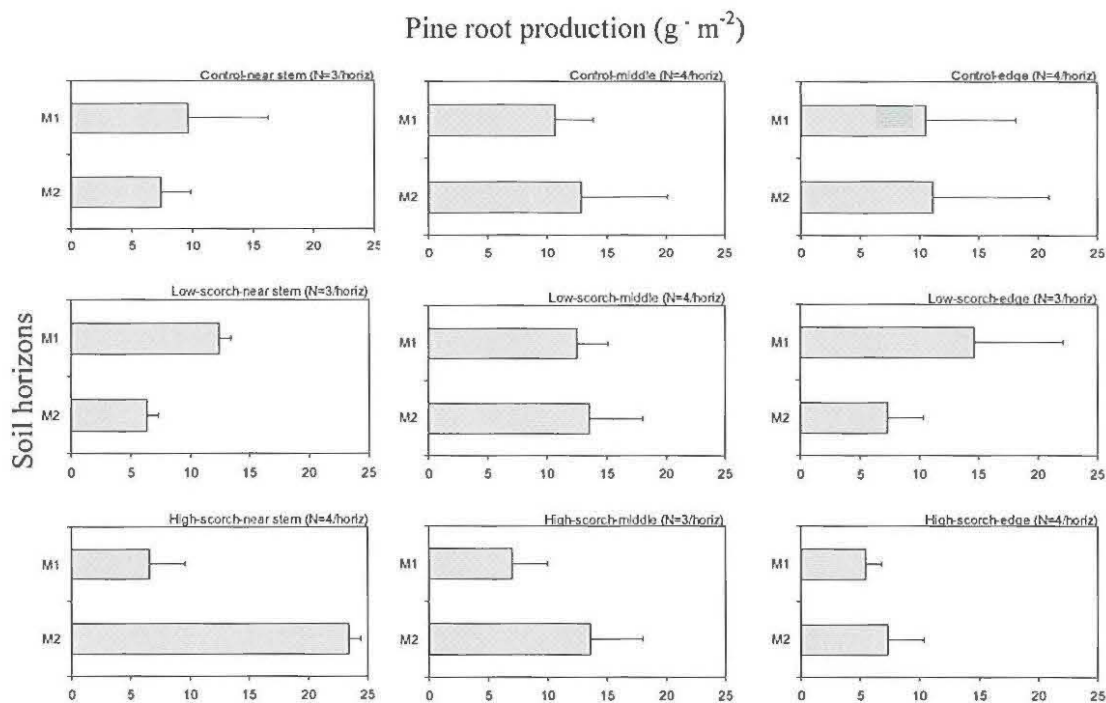 Pine root production (g · m-2)
Control-near stem (N=3/horiz)
M1
M2
0 5 10 15 20 25
Control-middle (N=4/horiz)
M1
M2
0 5 10 15 20 25
Control-edge (N=4/horiz)
M1
M2
0 5 10 15 20 25
Soil horizons
Low-scorch-near stem (N=3/horiz)
M1
M2
0 5 10 15 20 25
Low-scorch-middle (N=4/horiz)
M1
M2
0 5 10 15 20 25
Low-scorch-edge (N=3/horiz)
M1
M2
0 5 10 15 20 25
High-scorch-near stem (N=4/horiz)
M1
M2
0 5 10 15 20 25
High-scorch-middle (N=3/horiz)
M1
M2
0 5 10 15 20 25
High-scorch-edge (N=4/horiz)
M1
M2
0 5 10 15 20 25